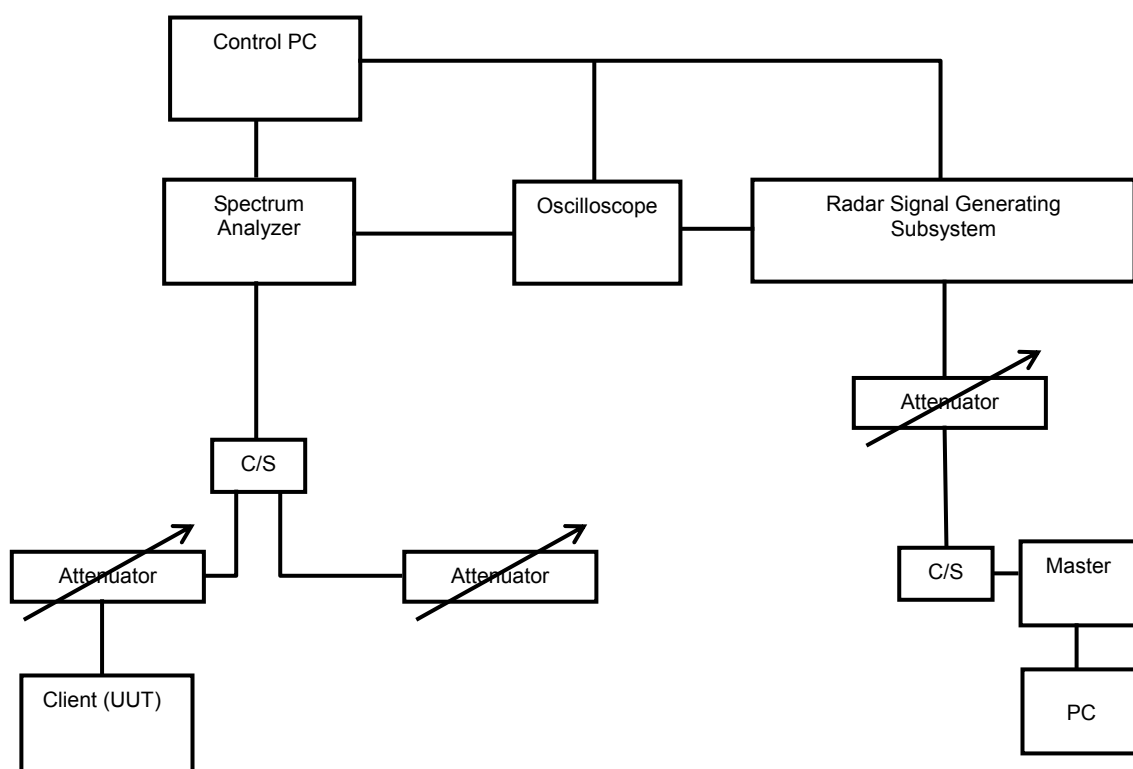 Control PC
Spectrum
Analyzer
Oscilloscope
Radar Signal Generating
Subsystem
Attenuator
C/S
Attenuator
Attenuator
C/S
Master
Client (UUT)
PC